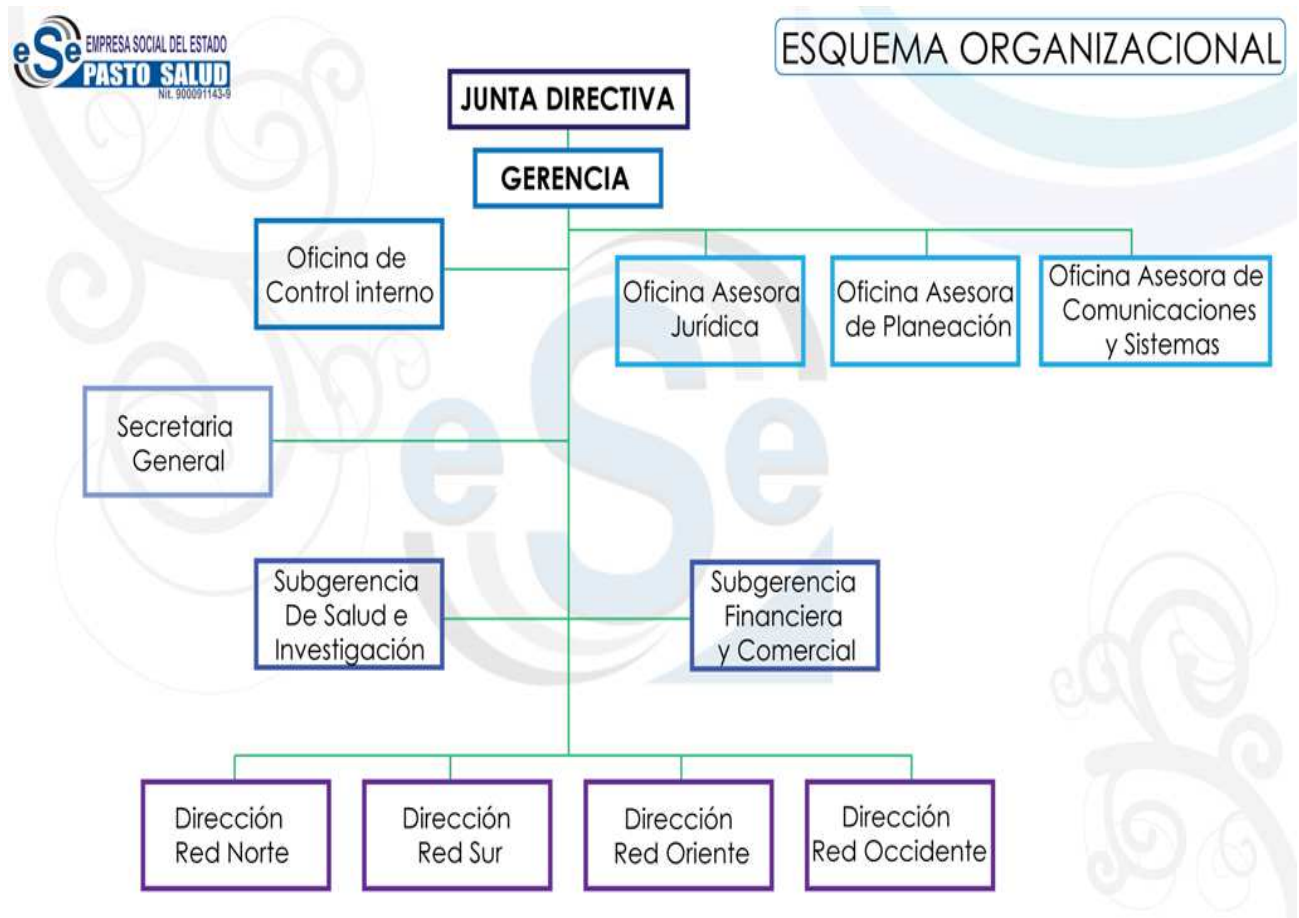 eSe EMPRESA SOCIAL DEL ESTADO
PASTO SALUD
Nit. 900091143-9
ESQUEMA ORGANIZACIONAL
JUNTA DIRECTIVA
GERENCIA
Oficina de
Control interno
Oficina Asesora
Jurídica
Oficina Asesora
de Planeación
Oficina Asesora de
Comunicaciones
y Sistemas
Secretaria
General
eSe
Subgerencia
De Salud e
Investigación
Subgerencia
Financiera
y Comercial
Dirección
Red Norte
Dirección
Red Sur
Dirección
Red Oriente
Dirección
Red Occidente